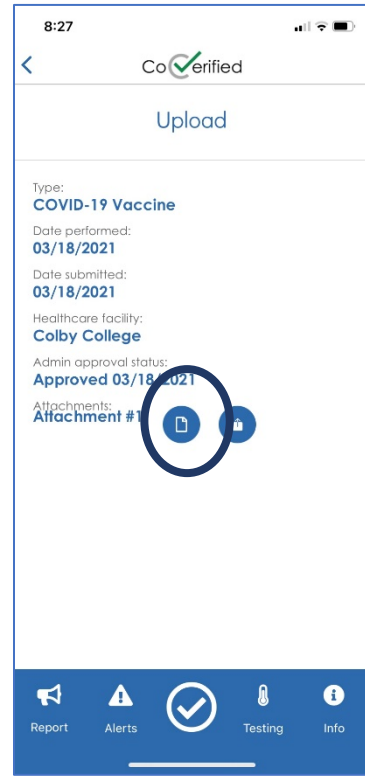 8:27
CoVerified
Upload
Type:
COVID-19 Vaccine
Date performed:
03/18/2021
Date submitted:
03/18/2021
Healthcare facility:
Colby College
Admin approval status:
Approved 03/18/2021
Attachments:
Attachment #1
Report Alerts Testing Info